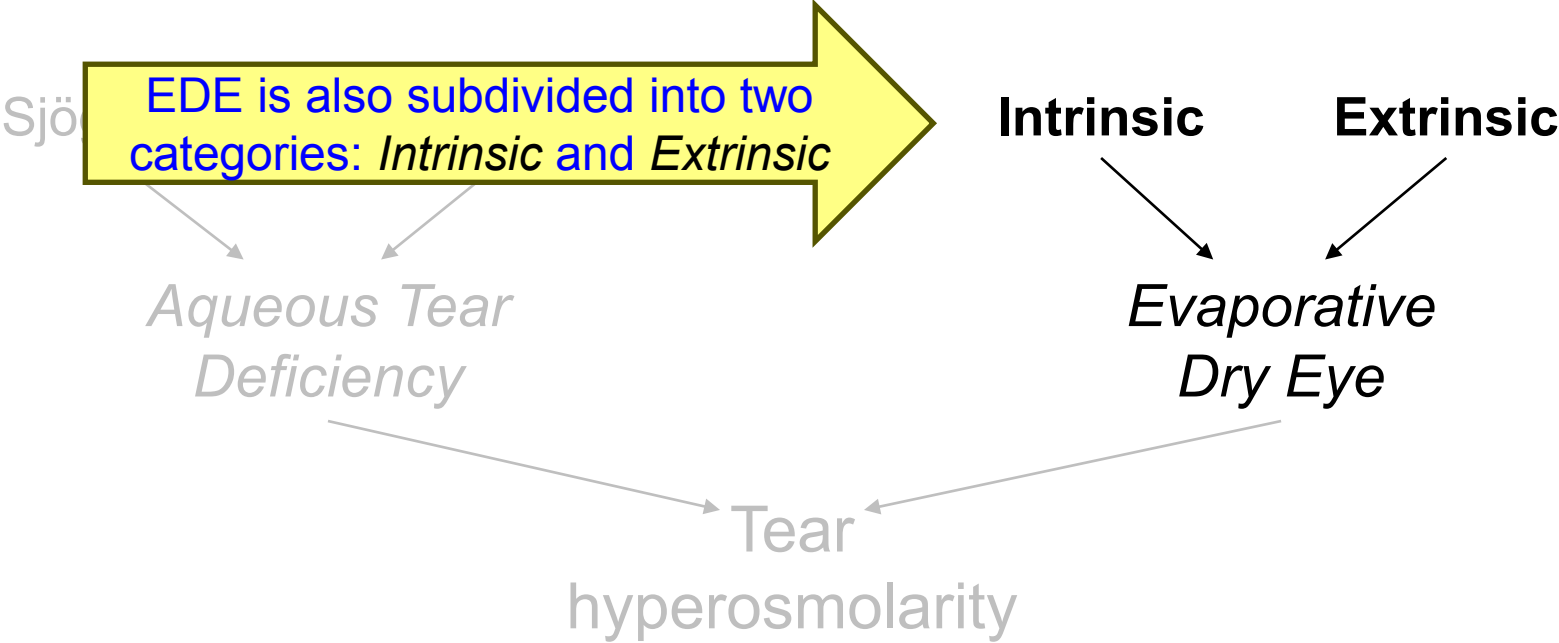 EDE is also subdivided into two
categories: Intrinsic and Extrinsic
Intrinsic
Extrinsic
Aqueous Tear
Deficiency
Evaporative
Dry Eye
Tear
hyperosmolarity